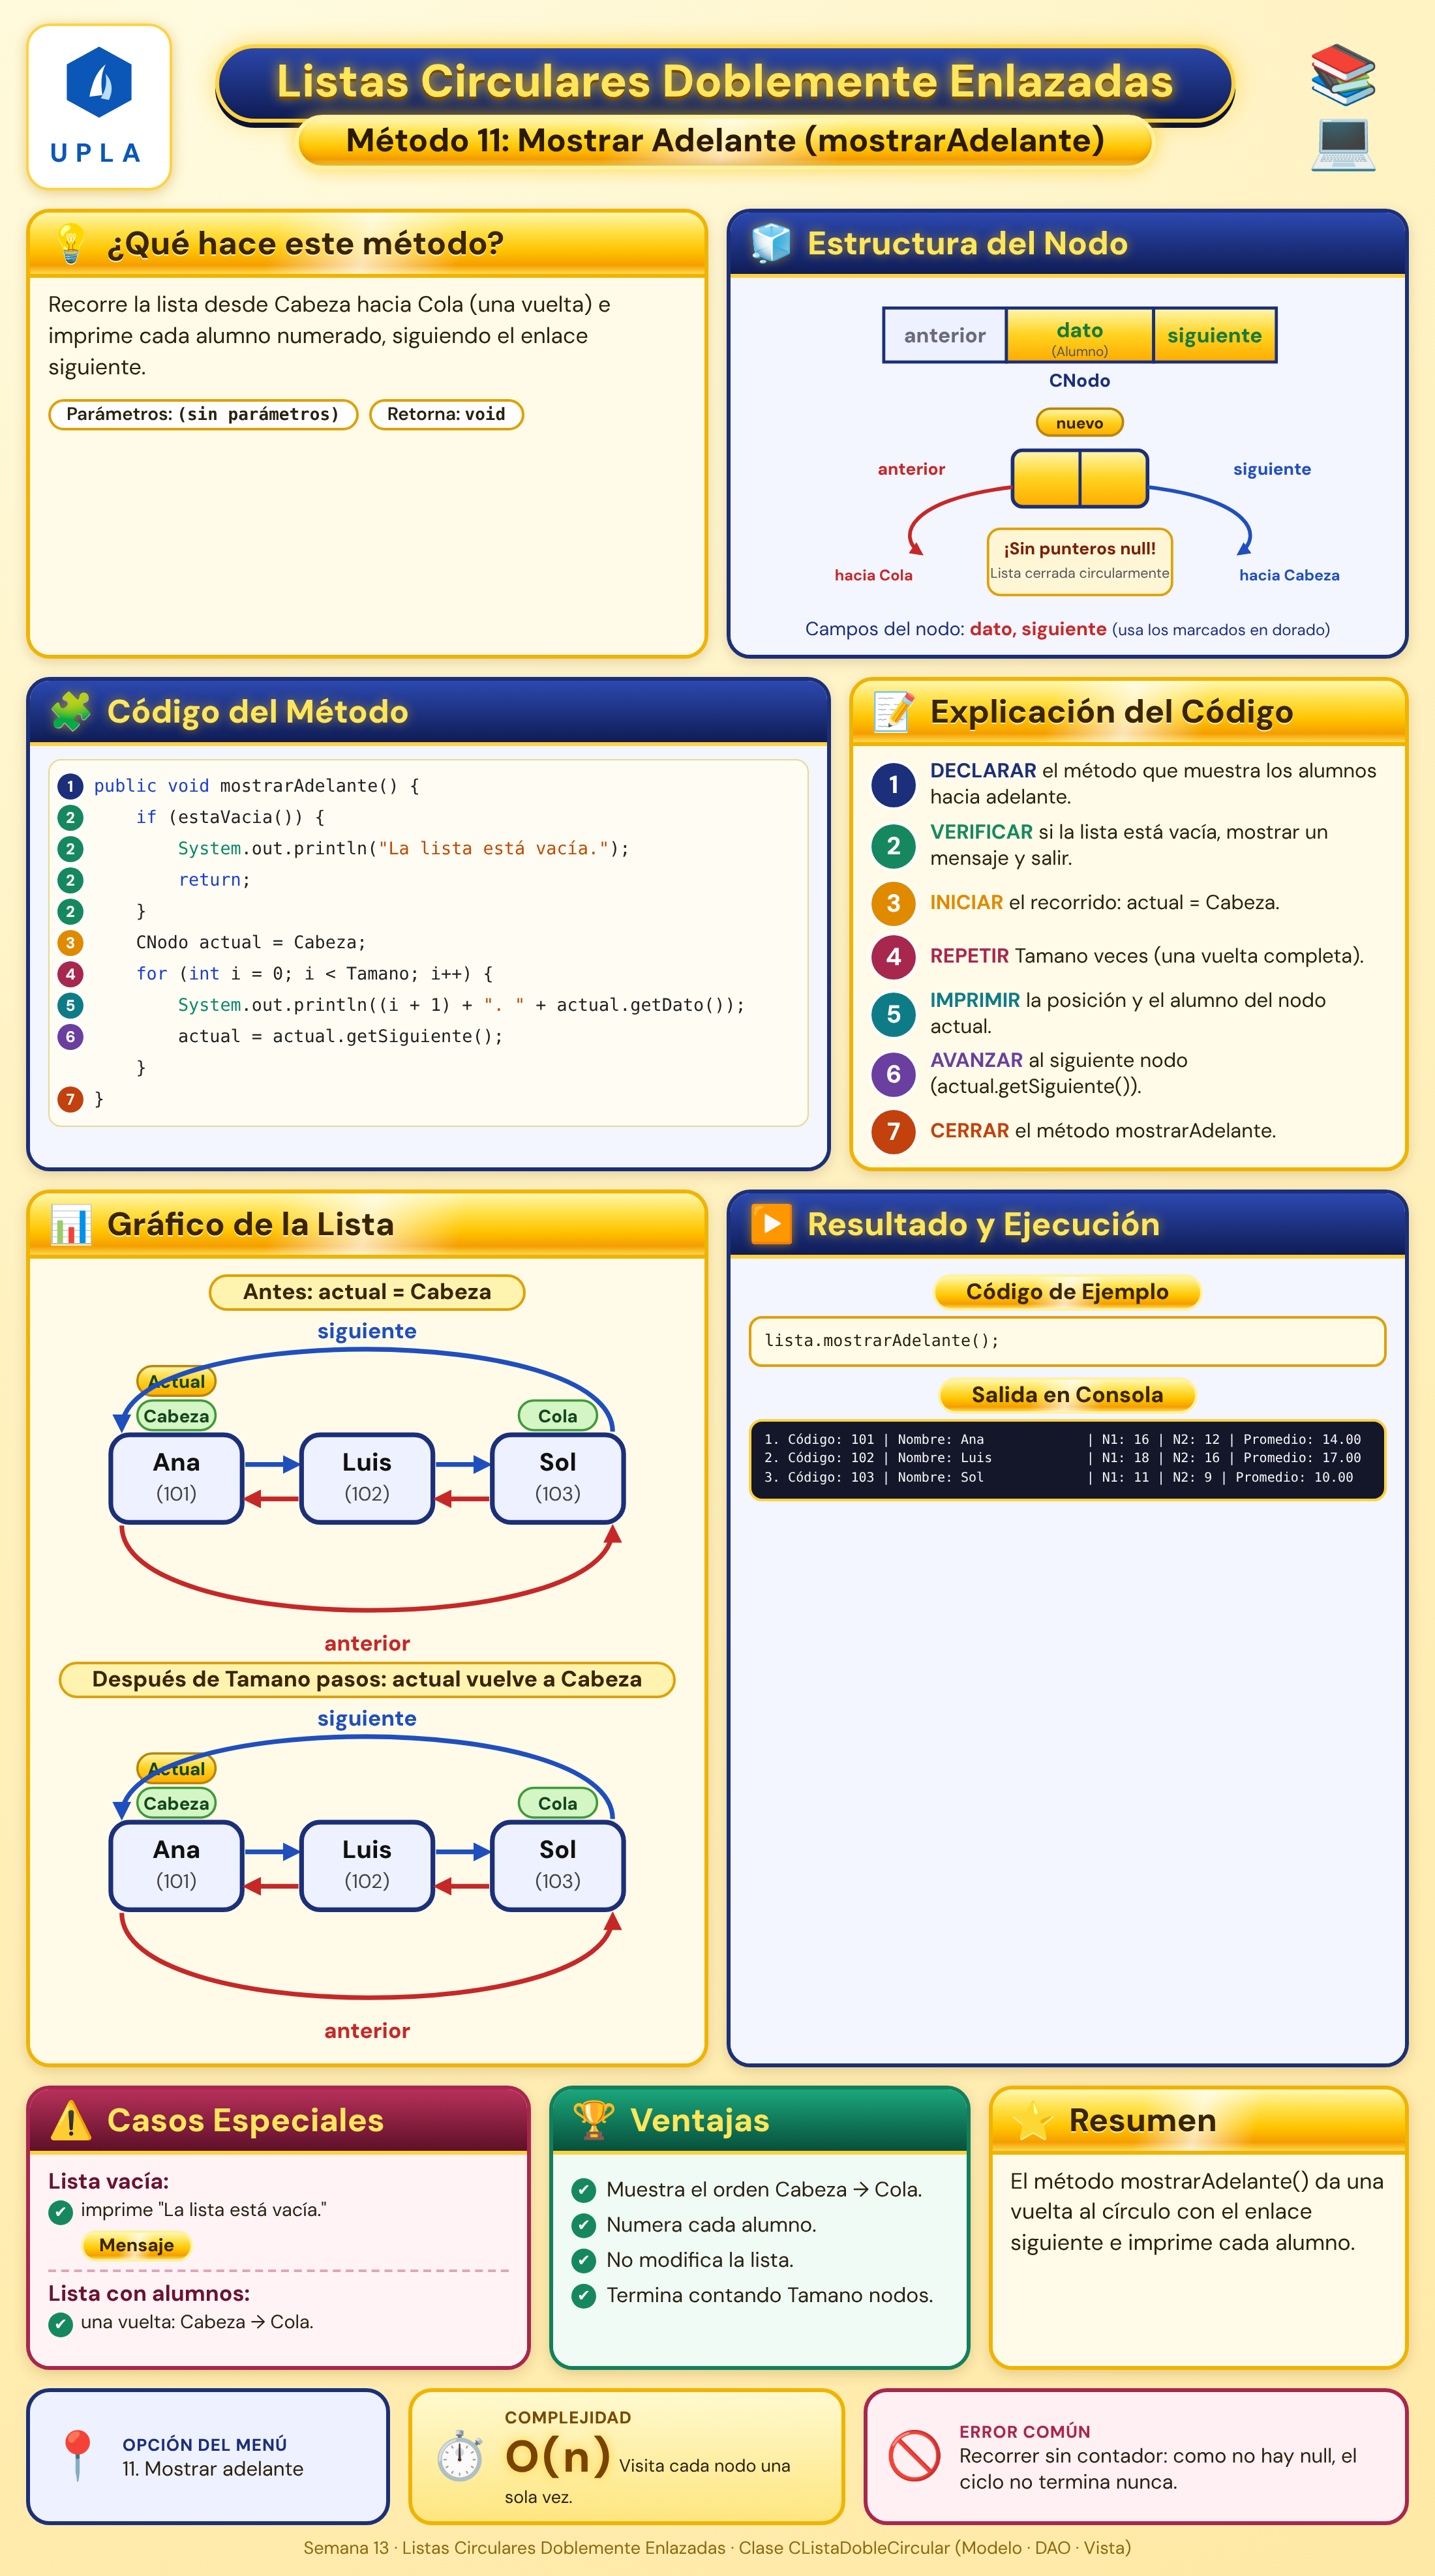 UPLA
Listas Circulares Doblemente Enlazadas
Método 11: Mostrar Adelante (mostrarAdelante)
¿Qué hace este método?
Recorre la lista desde Cabeza hacia Cola (una vuelta) e
imprime cada alumno numerado, siguiendo el enlace
siguiente.
Parámetros: (sin parámetros)
Retorna: void
Estructura del Nodo
anterior
dato
(Alumno)
siguiente
CNodo
nuevo
anterior
siguiente
¡Sin punteros null!
Lista cerrada circularmente
hacia Cola
hacia Cabeza
Campos del nodo: dato, siguiente (usa los marcados en dorado)
Código del Método
1 public void mostrarAdelante() {
2 if (estaVacia()) {
2 System.out.println("La lista está vacía.");
2 return;
2 }
3 CNodo actual = Cabeza;
4 for (int i = 0; i < Tamano; i++) {
5 System.out.println((i + 1) + ". " + actual.getDato());
6 actual = actual.getSiguiente();
}
7 }
Explicación del Código
1 DECLARAR el método que muestra los alumnos
hacia adelante.
2 VERIFICAR si la lista está vacía, mostrar un
mensaje y salir.
3 INICIAR el recorrido: actual = Cabeza.
4 REPETIR Tamano veces (una vuelta completa).
5 IMPRIMIR la posición y el alumno del nodo
actual.
6 AVANZAR al siguiente nodo
(actual.getSiguiente()).
7 CERRAR el método mostrarAdelante.
Gráfico de la Lista
Antes: actual = Cabeza
siguiente
Actual
Cabeza
Cola
Ana
Luis
Sol
(101)
(102)
(103)
anterior
Después de Tamano pasos: actual vuelve a Cabeza
siguiente
Actual
Cabeza
Cola
Ana
Luis
Sol
(101)
(102)
(103)
anterior
Resultado y Ejecución
Código de Ejemplo
lista.mostrarAdelante();
Salida en Consola
1. Código: 101 | Nombre: Ana | N1: 16 | N2: 12 | Promedio: 14.00
2. Código: 102 | Nombre: Luis | N1: 18 | N2: 16 | Promedio: 17.00
3. Código: 103 | Nombre: Sol | N1: 11 | N2: 9 | Promedio: 10.00
Casos Especiales
Lista vacía:
imprime "La lista está vacía."
Mensaje
Lista con alumnos:
una vuelta: Cabeza → Cola.
Ventajas
Muestra el orden Cabeza → Cola.
Numera cada alumno.
No modifica la lista.
Termina contando Tamano nodos.
Resumen
El método mostrarAdelante() da una
vuelta al círculo con el enlace
siguiente e imprime cada alumno.
OPCIÓN DEL MENÚ
11. Mostrar adelante
COMPLEJIDAD
O(n) Visita cada nodo una
sola vez.
ERROR COMÚN
Recorrer sin contador: como no hay null, el
ciclo no termina nunca.
Semana 13 · Listas Circulares Doblemente Enlazadas · Clase CListaDobleCircular (Modelo · DAO · Vista)